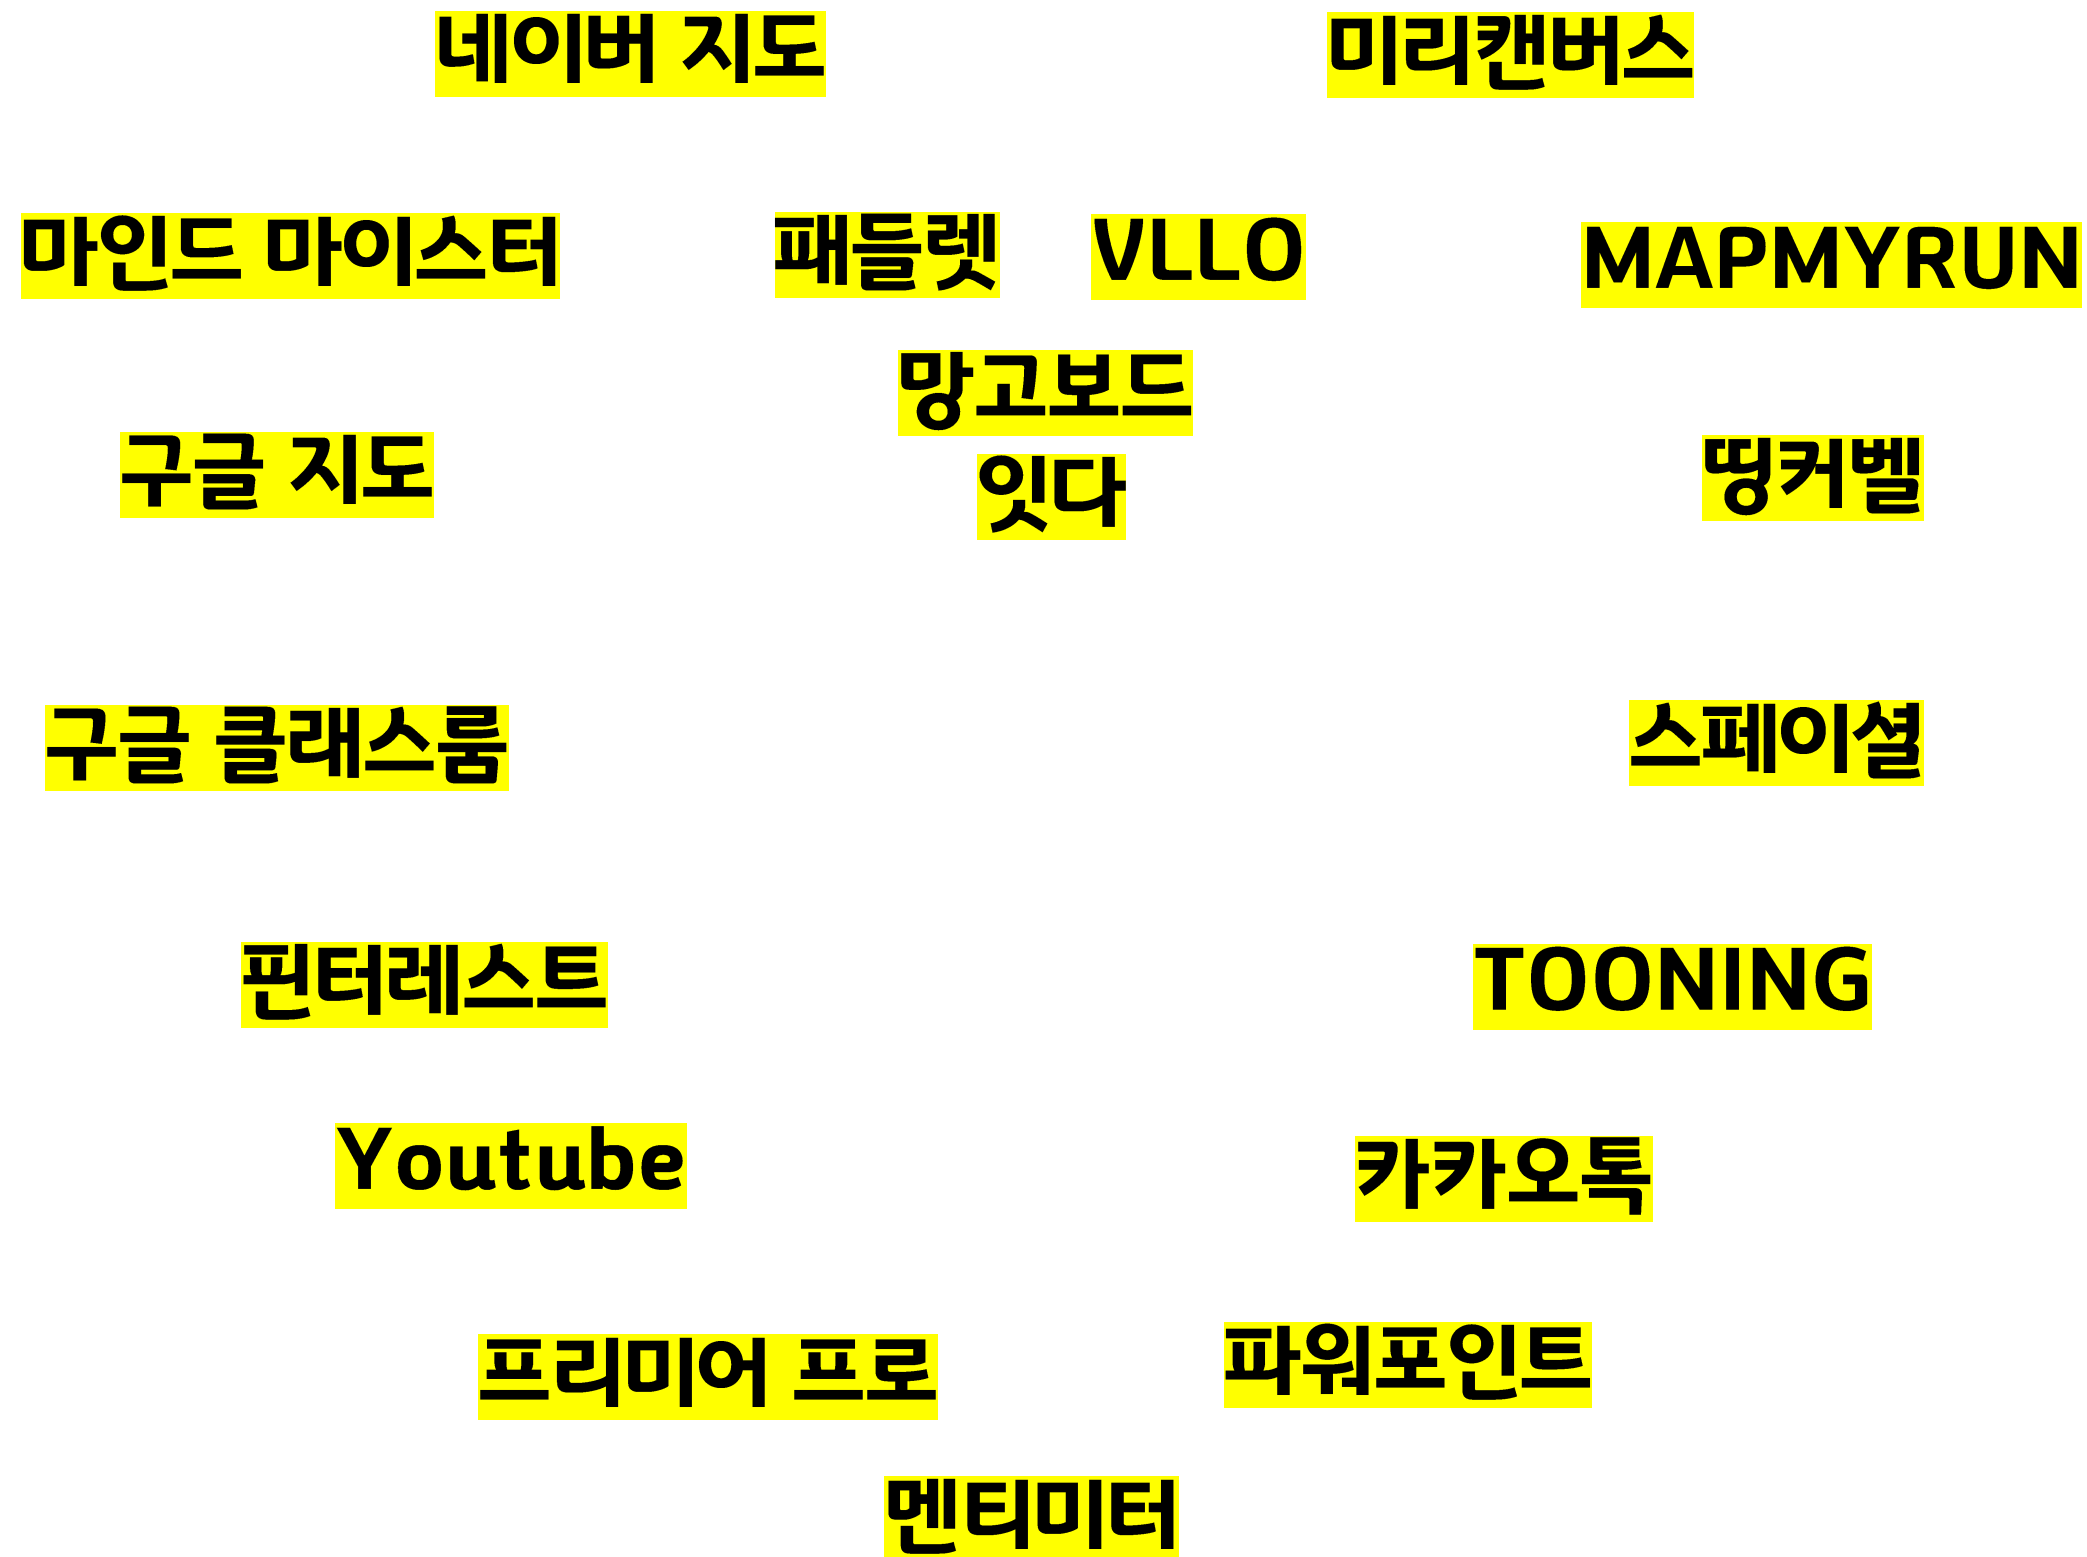 네이버 지도
미리캔버스
마인드 마이스터
패들렛
VLLO
MAPMYRUN
망고보드
구글 지도
잇다
띵커벨
구글 클래스룸
스페이셜
핀터레스트
TOONING
Youtube
카카오톡
프리미어 프로
파워포인트
멘티미터